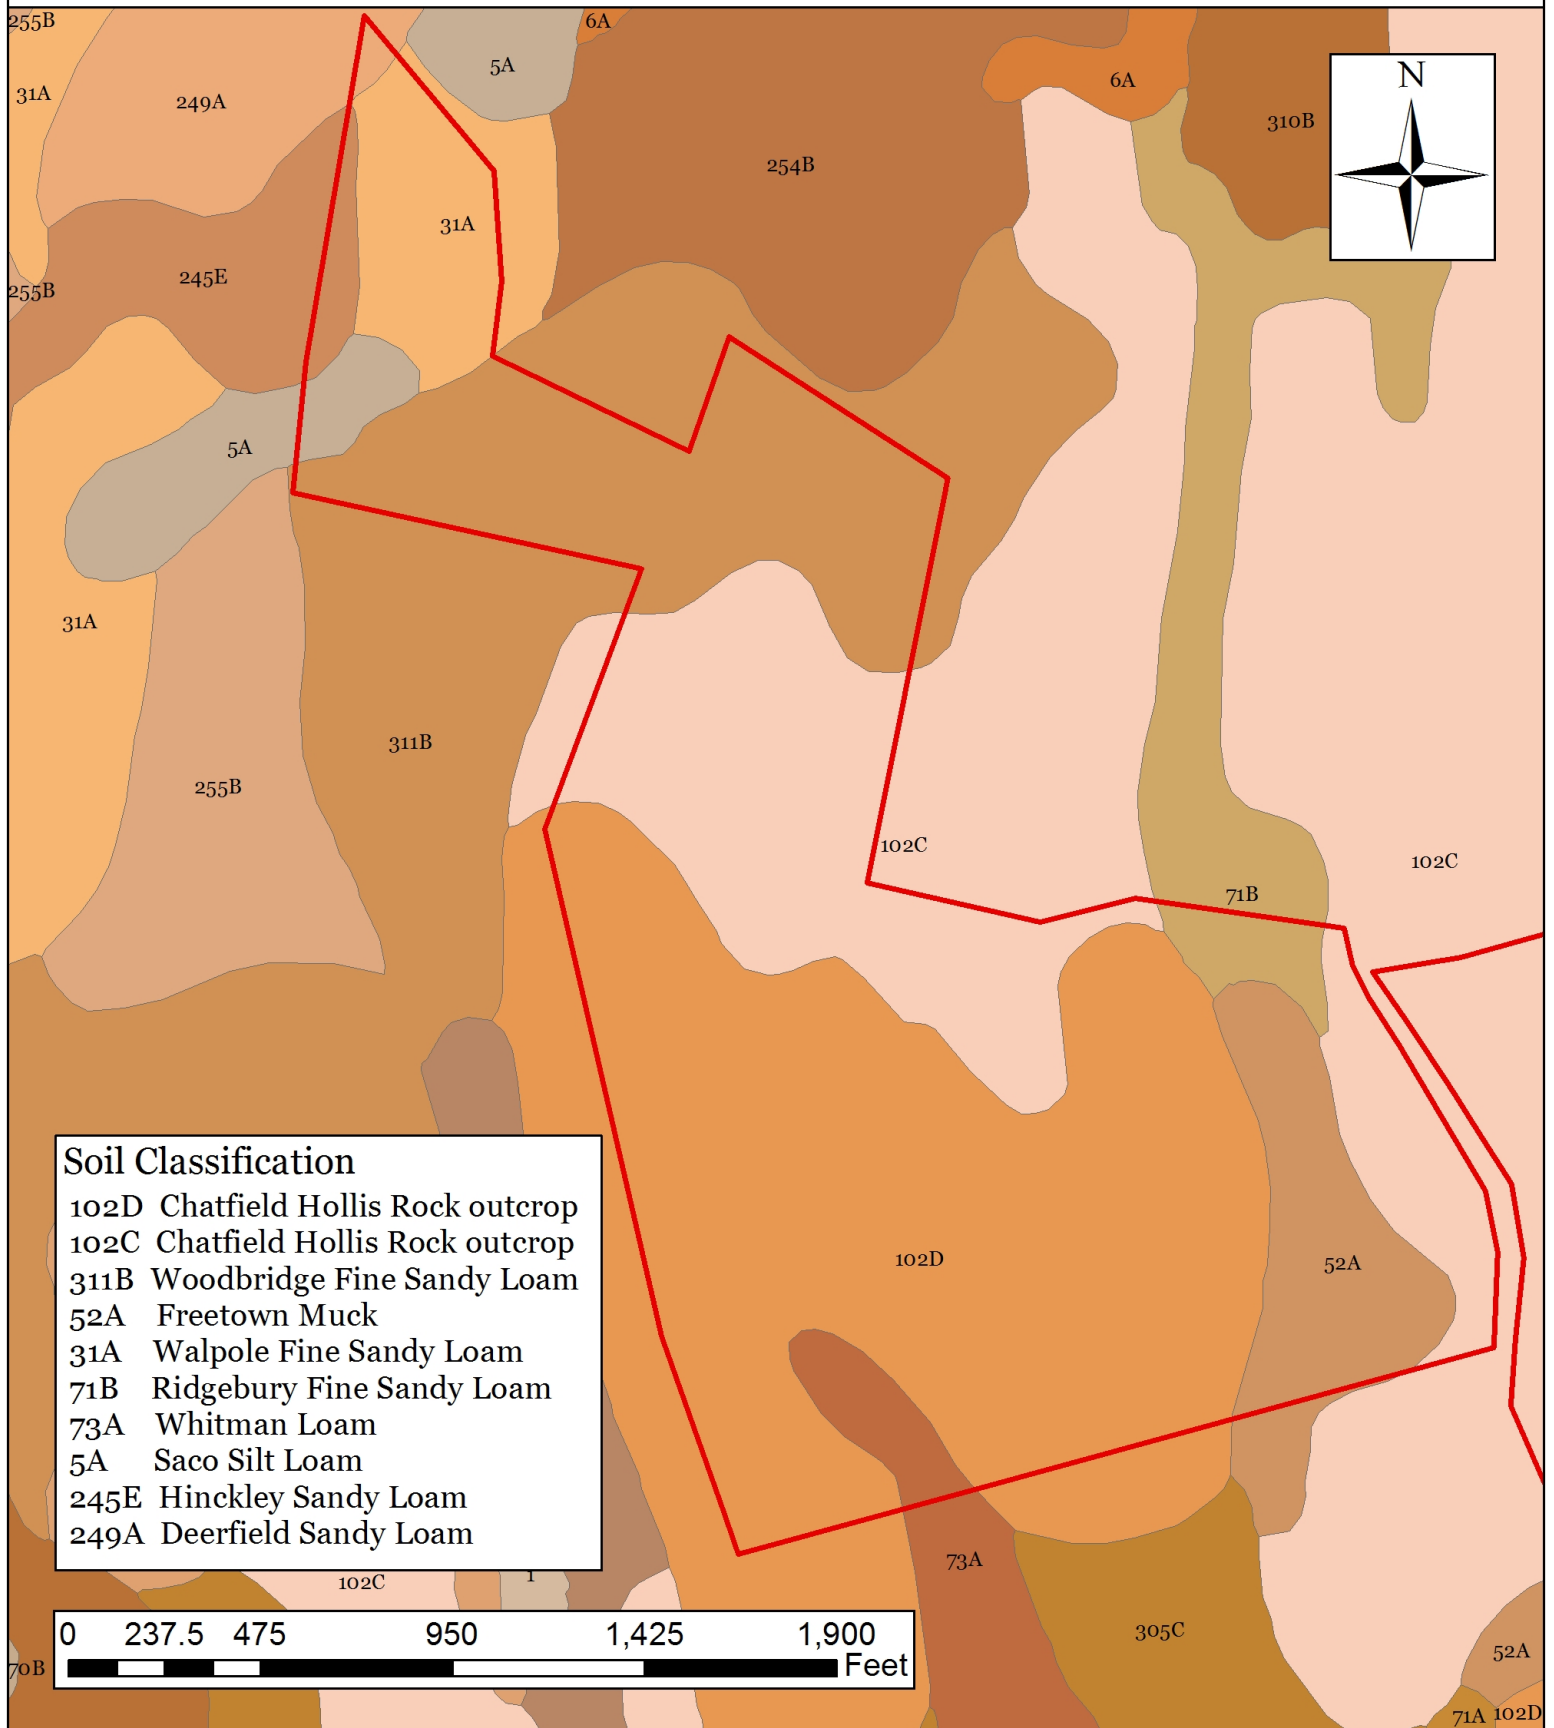 255B
6A
5A
6A
31A
249A
310B
N
254B
31A
245E
255B
5A
31A
311B
255B
102C
102C
71B
102D
52A
Soil Classification
102D Chatfield Hollis Rock outcrop
102C Chatfield Hollis Rock outcrop
311B Woodbridge Fine Sandy Loam
52A Freetown Muck
31A Walpole Fine Sandy Loam
71B Ridgebury Fine Sandy Loam
73A Whitman Loam
5A Saco Silt Loam
245E Hinckley Sandy Loam
249A Deerfield Sandy Loam
73A
1
102C
305C
0 237.5 475 950 1,425 1,900
Feet
52A
70B
71A
102D